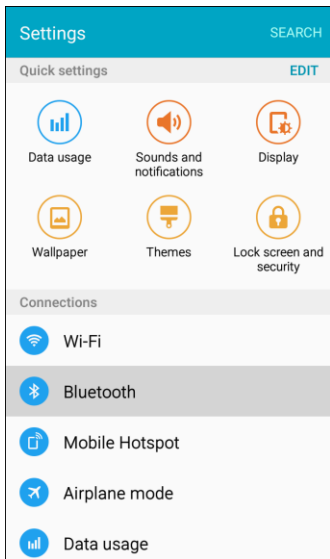 Settings SEARCH
Quick settings EDIT
Data usage
Sounds and
notifications
Display
Wallpaper
Themes
Lock screen and
security
Connections
Wi-Fi
Bluetooth
Mobile Hotspot
Airplane mode
Data usage